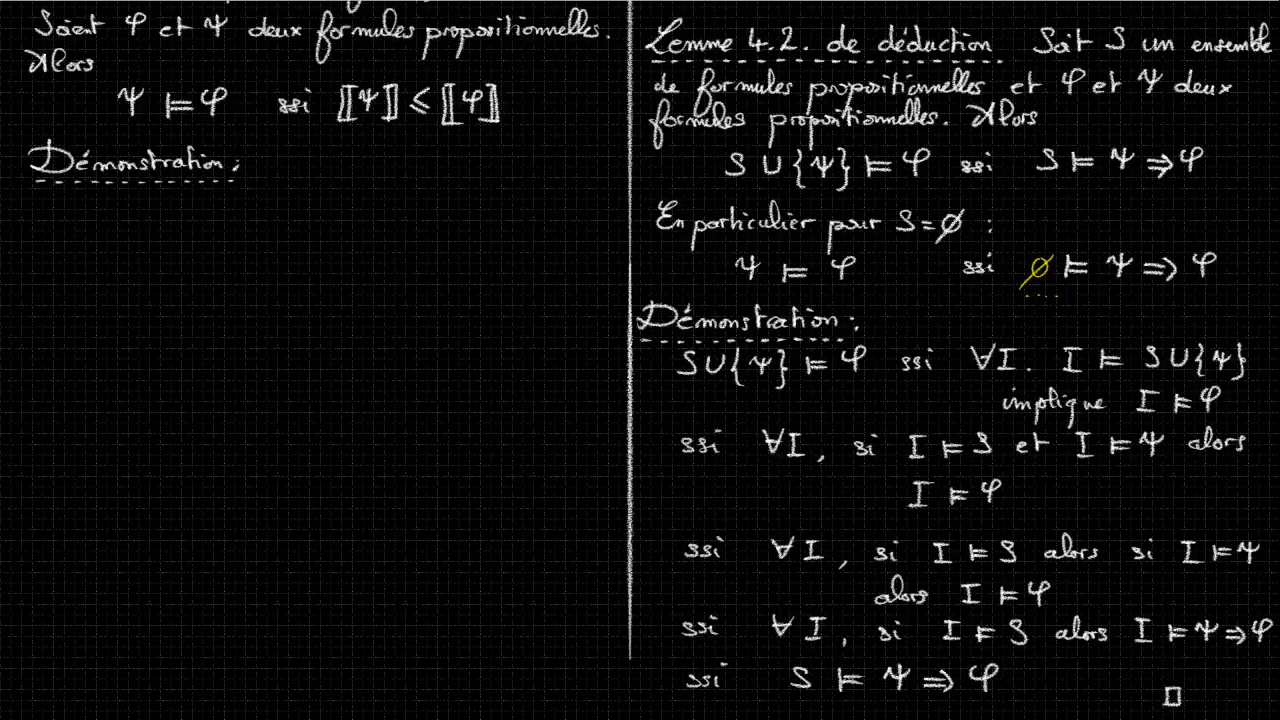 Soient φ et ψ deux formules propositionnelles.
Alors
ψ ⊨ φ ssi ⟦ψ⟧ ≤ ⟦φ⟧
Démonstration :
Lemme 4.2. de déduction Soit S un ensemble
de formules propositionnelles et φ et ψ deux
formules propositionnelles. Alors
S ∪ {ψ} ⊨ φ ssi S ⊨ ψ ⇒ φ
En particulier pour S = ∅ :
ψ ⊨ φ ssi ∅ ⊨ ψ ⇒ φ
Démonstration :
S ∪ {ψ} ⊨ φ ssi ∀I. I ⊨ S ∪ {ψ}
implique I ⊨ φ
ssi ∀I, si I ⊨ S et I ⊨ ψ alors
I ⊨ φ
ssi ∀I, si I ⊨ S alors si I ⊨ ψ
alors I ⊨ φ
ssi ∀I, si I ⊨ S alors I ⊨ ψ ⇒ φ
ssi S ⊨ ψ ⇒ φ
□